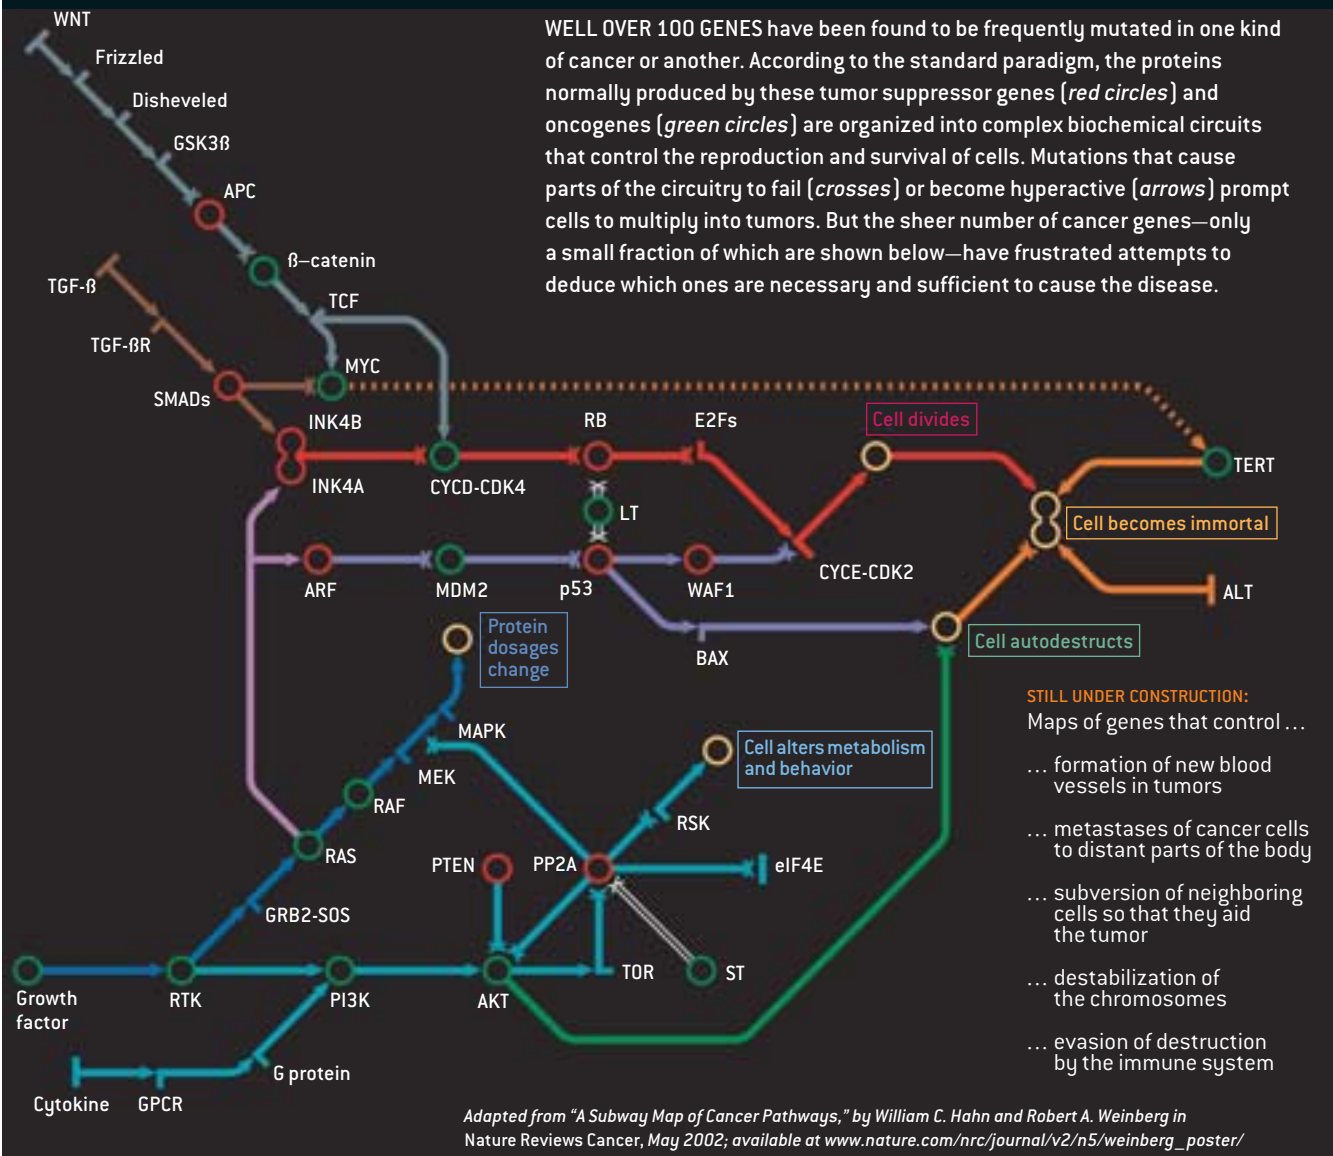 WNT
Frizzled
Disheveled
GSK3ß
APC
ß–catenin
TCF
TGF-ß
TGF-ßR
SMADs
MYC
WELL OVER 100 GENES have been found to be frequently mutated in one kind
of cancer or another. According to the standard paradigm, the proteins
normally produced by these tumor suppressor genes (red circles) and
oncogenes (green circles) are organized into complex biochemical circuits
that control the reproduction and survival of cells. Mutations that cause
parts of the circuitry to fail (crosses) or become hyperactive (arrows) prompt
cells to multiply into tumors. But the sheer number of cancer genes—only
a small fraction of which are shown below—have frustrated attempts to
deduce which ones are necessary and sufficient to cause the disease.
INK4B
INK4A
CYCD-CDK4
RB
E2Fs
Cell divides
TERT
LT
Cell becomes immortal
ARF
MDM2
p53
WAF1
CYCE-CDK2
ALT
Protein
dosages
change
BAX
Cell autodestructs
MAPK
MEK
RAF
RAS
Cell alters metabolism
and behavior
RSK
PTEN
PP2A
eIF4E
GRB2-SOS
Growth
factor
RTK
PI3K
AKT
TOR
ST
G protein
Cytokine
GPCR
STILL UNDER CONSTRUCTION:
Maps of genes that control ...
... formation of new blood
vessels in tumors
... metastases of cancer cells
to distant parts of the body
... subversion of neighboring
cells so that they aid
the tumor
... destabilization of
the chromosomes
... evasion of destruction
by the immune system
Adapted from “A Subway Map of Cancer Pathways,” by William C. Hahn and Robert A. Weinberg in
Nature Reviews Cancer, May 2002; available at www.nature.com/nrc/journal/v2/n5/weinberg_poster/